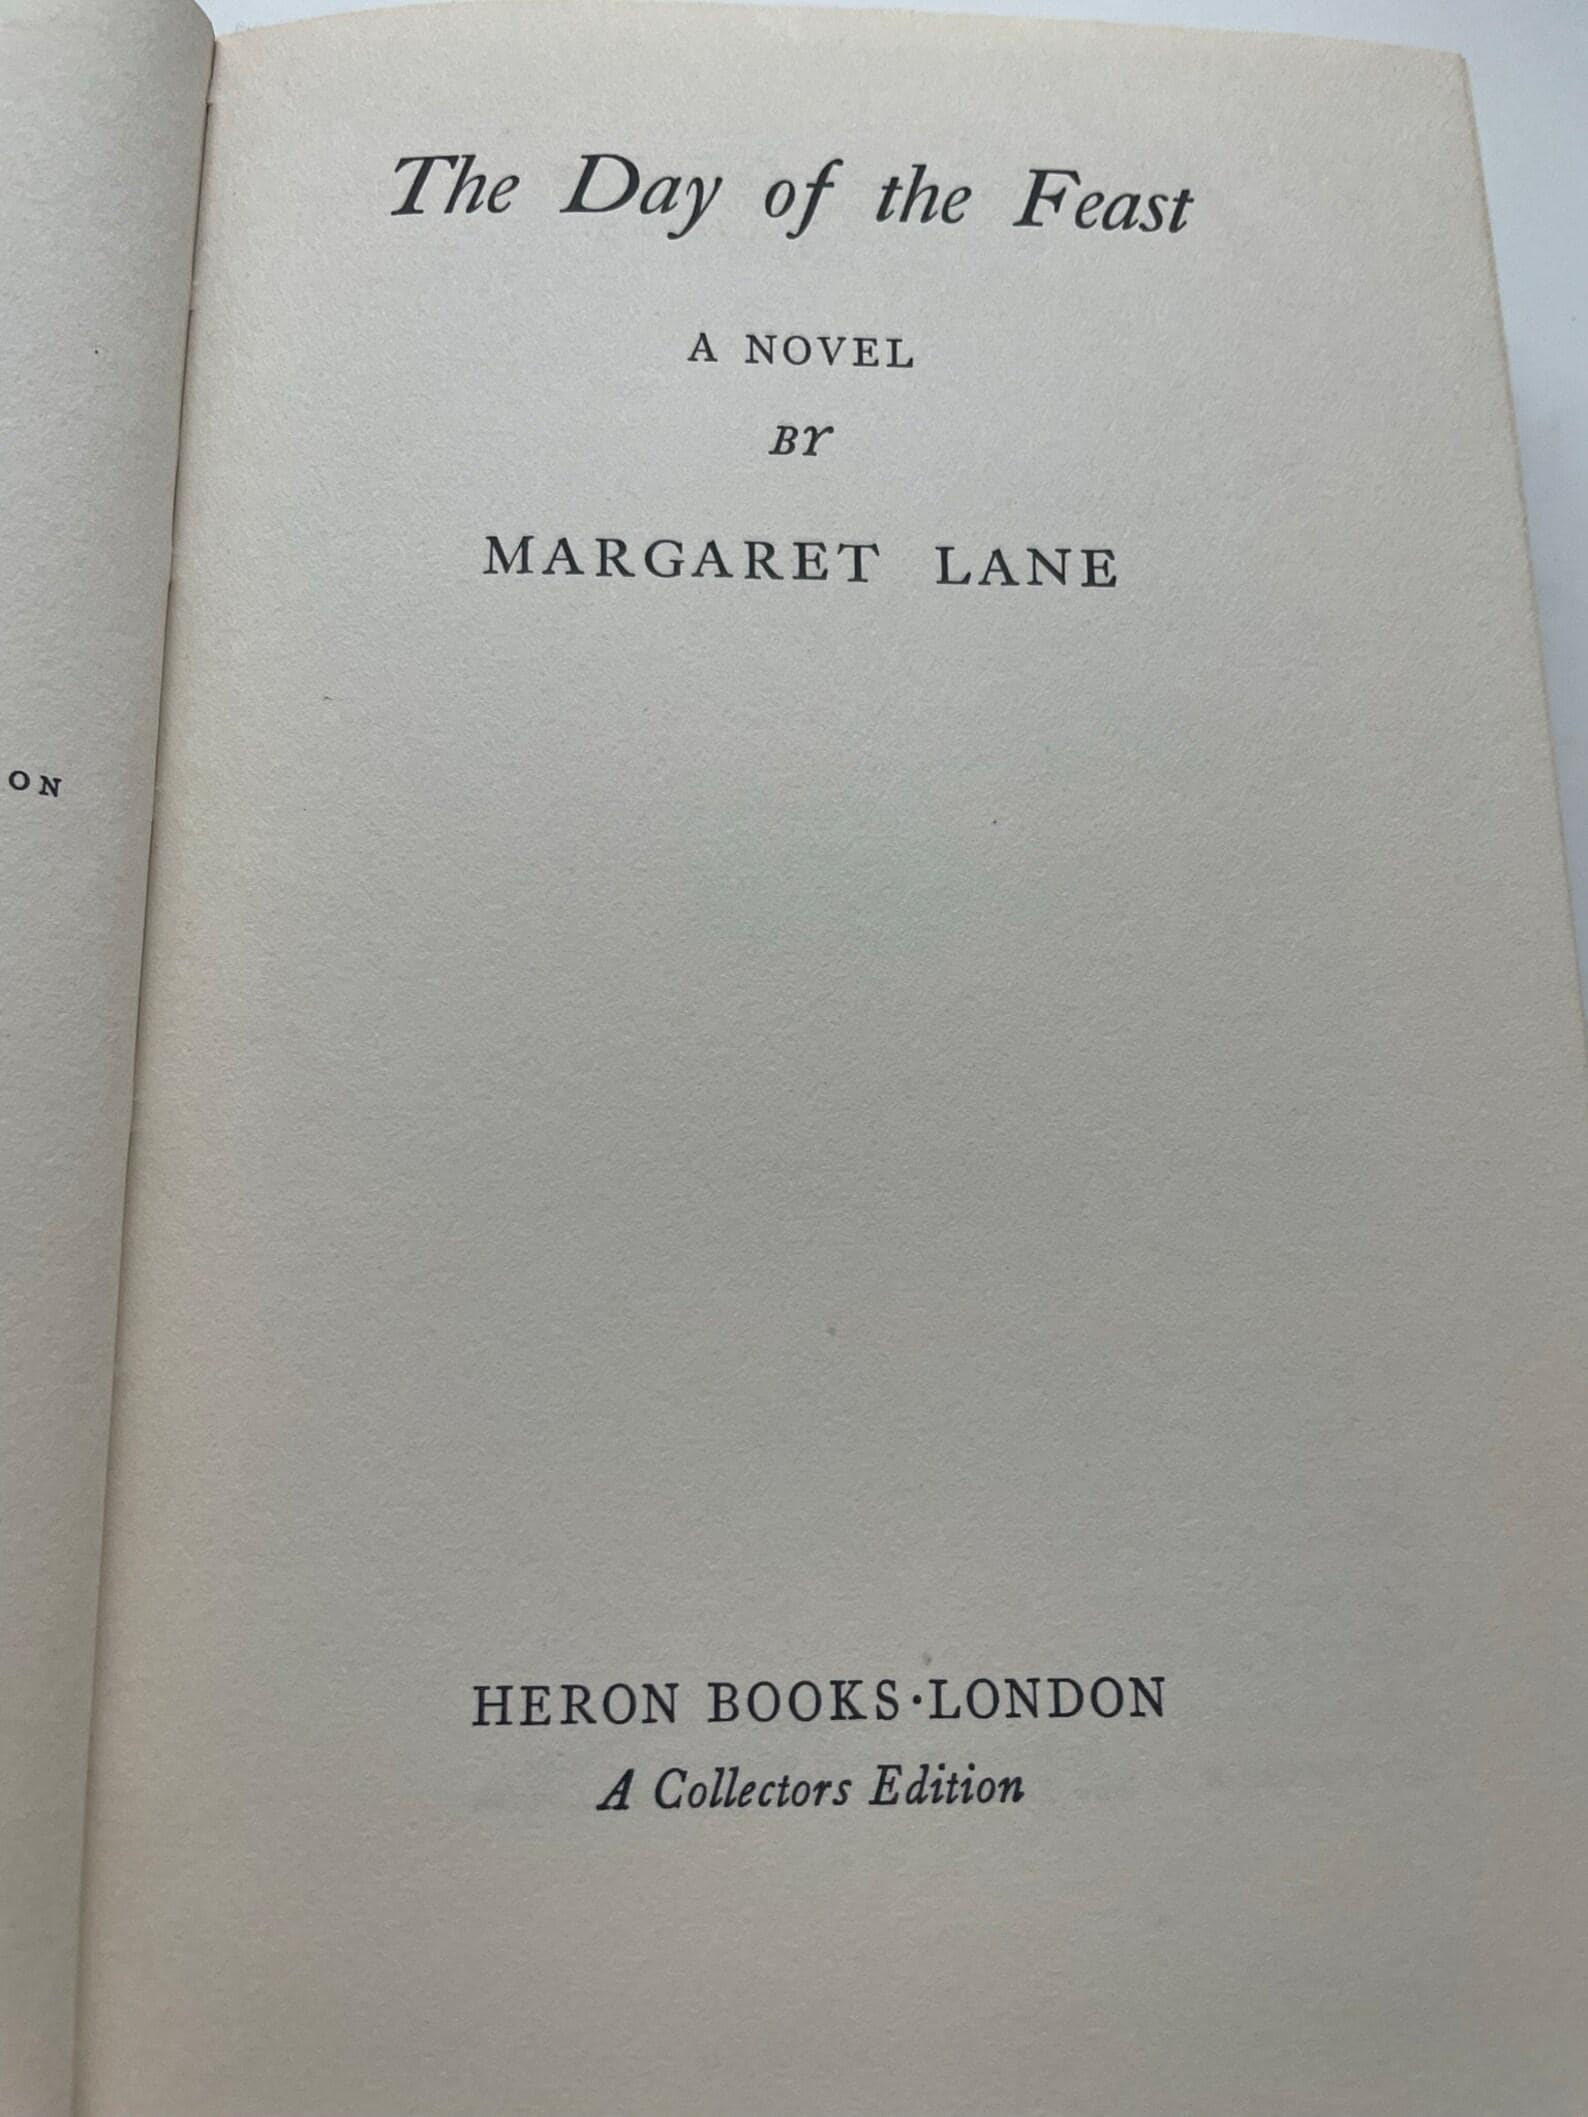 The Day of the Feast
A NOVEL
BY
MARGARET LANE
ON
HERON BOOKS·LONDON
A Collectors Edition